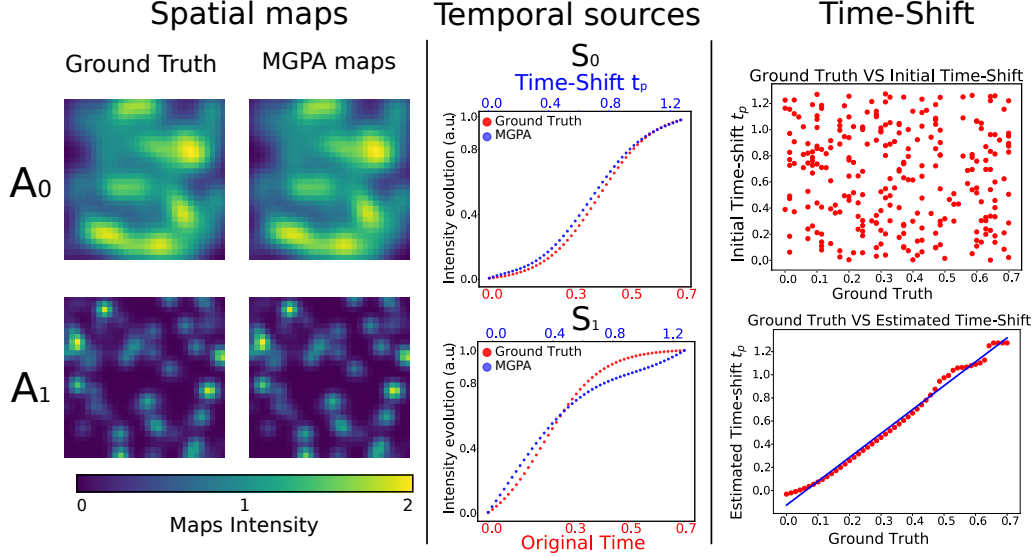 Spatial maps
Temporal sources
Time-Shift
Ground Truth
MGPA maps
A0
A1
0
1
2
Maps Intensity
S0
Time-Shift tp
0.0 0.4 0.8 1.2
Ground Truth
MGPA
Intensity evolution (a.u)
1.0
0.8
0.4
0.0
0.0 0.3 0.5 0.7
S1
0.0 0.4 0.8 1.2
Ground Truth
MGPA
Intensity evolution (a.u)
1.0
0.8
0.4
0.0
0.0 0.3 0.5 0.7
Original Time
Ground Truth VS Initial Time-Shift
Initial Time-shift tp
1.2
1.0
0.8
0.6
0.4
0.2
0.0
0.0 0.1 0.2 0.3 0.4 0.5 0.6 0.7
Ground Truth
Ground Truth VS Estimated Time-Shift
Estimated Time-shift tp
1.2
1.0
0.8
0.6
0.4
0.2
0.0
0.0 0.1 0.2 0.3 0.4 0.5 0.6 0.7
Ground Truth